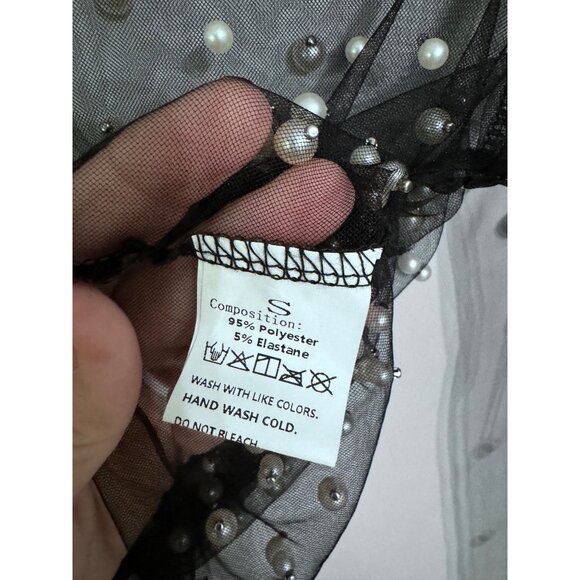 S
Composition:
95% Polyester
5% Elastane
WASH WITH LIKE COLORS.
HAND WASH COLD.
DO NOT BLEACH